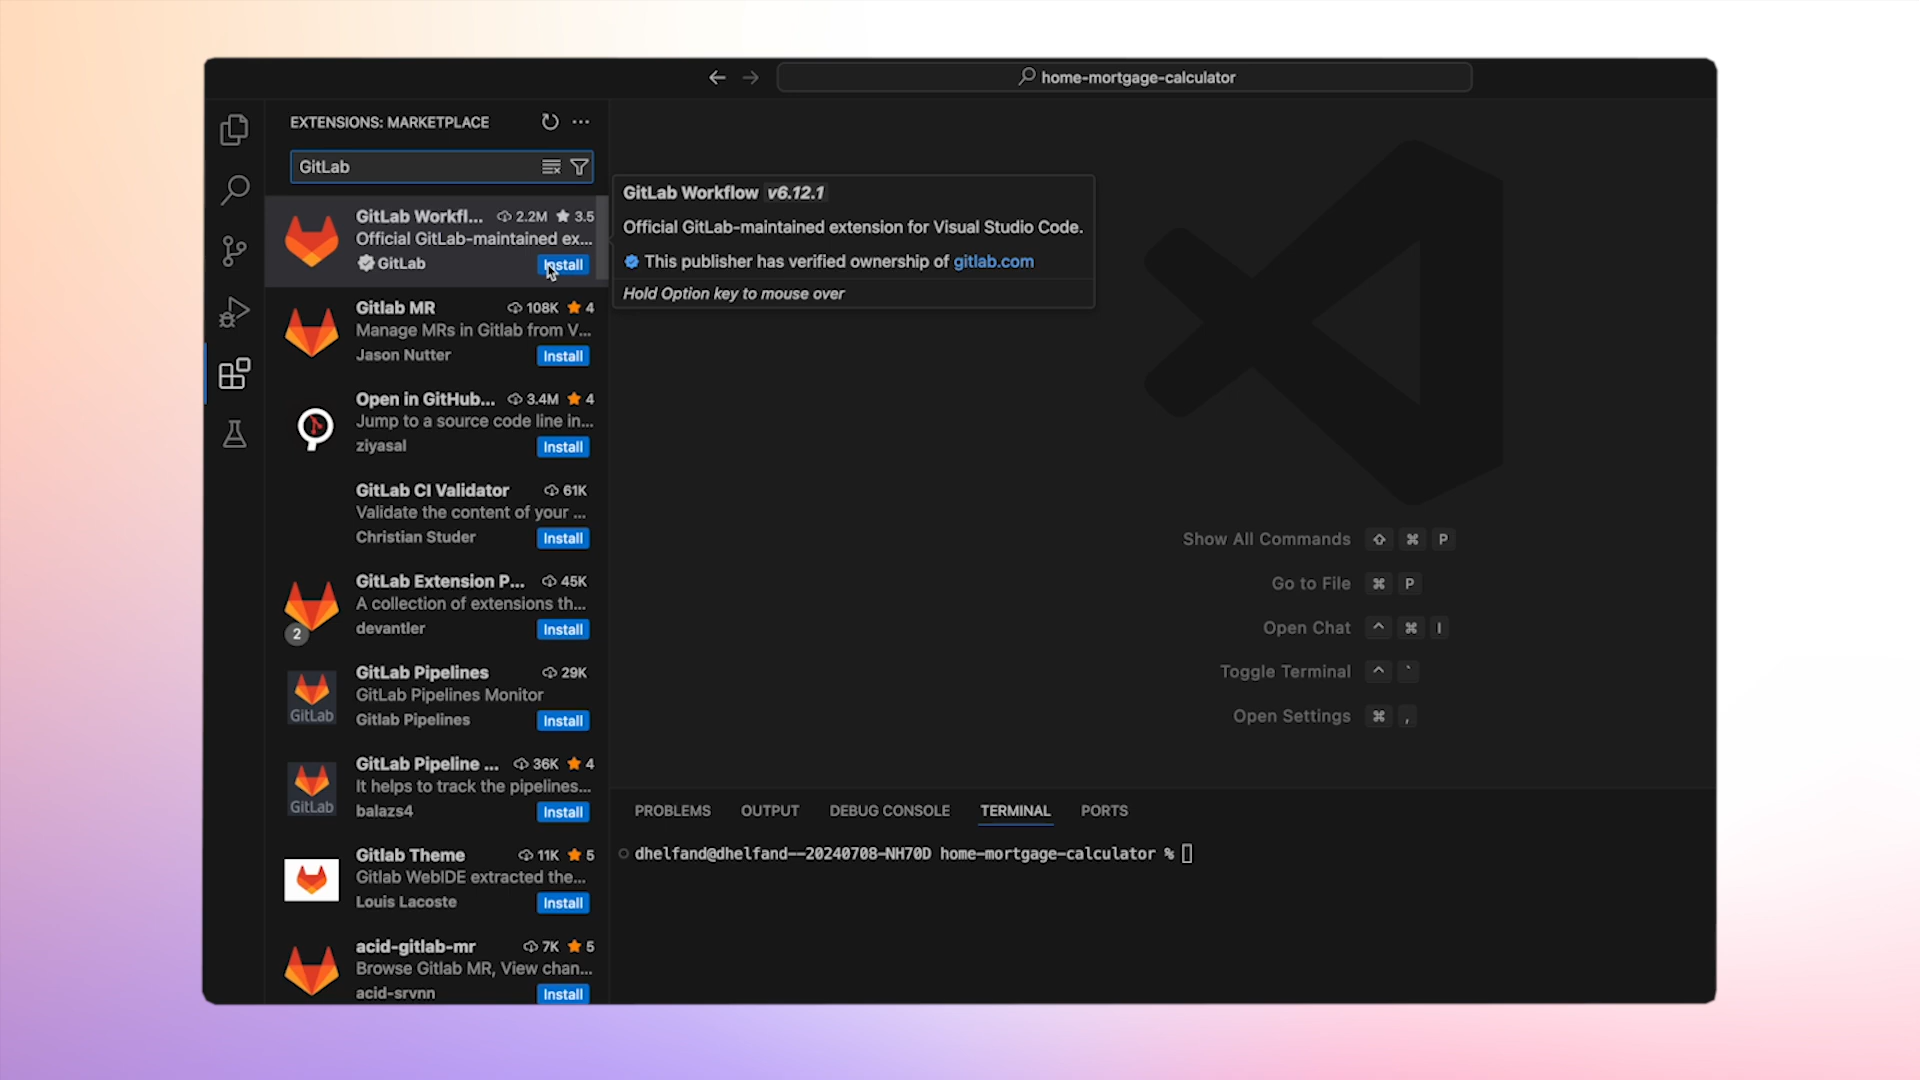 home-mortgage-calculator
EXTENSIONS: MARKETPLACE
GitLab
GitLab Workfl... 2.2M 3.5
Official GitLab-maintained ex...
GitLab Install
Gitlab MR 108K 4
Manage MRs in Gitlab from V...
Jason Nutter Install
Open in GitHub... 3.4M 4
Jump to a source code line in...
ziyasal Install
GitLab CI Validator 61K
Validate the content of your ...
Christian Studer Install
GitLab Extension P... 45K
A collection of extensions th...
2 devantler Install
GitLab Pipelines 29K
GitLab Pipelines Monitor
GitLab
Gitlab Pipelines Install
GitLab Pipeline ... 36K 4
It helps to track the pipelines...
GitLab
balazs4 Install
Gitlab Theme 11K 5
Gitlab WebIDE extracted the...
Louis Lacoste Install
acid-gitlab-mr 7K 5
Browse Gitlab MR, View chan...
acid-srvnn Install
GitLab Workflow v6.12.1
Official GitLab-maintained extension for Visual Studio Code.
This publisher has verified ownership of gitlab.com
Hold Option key to mouse over
Show All Commands ⇧ ⌘ P
Go to File ⌘ P
Open Chat ^ ⌘ I
Toggle Terminal ^ `
Open Settings ⌘ ,
PROBLEMS OUTPUT DEBUG CONSOLE TERMINAL PORTS
dhelfand@dhelfand--20240708-NH70D home-mortgage-calculator %